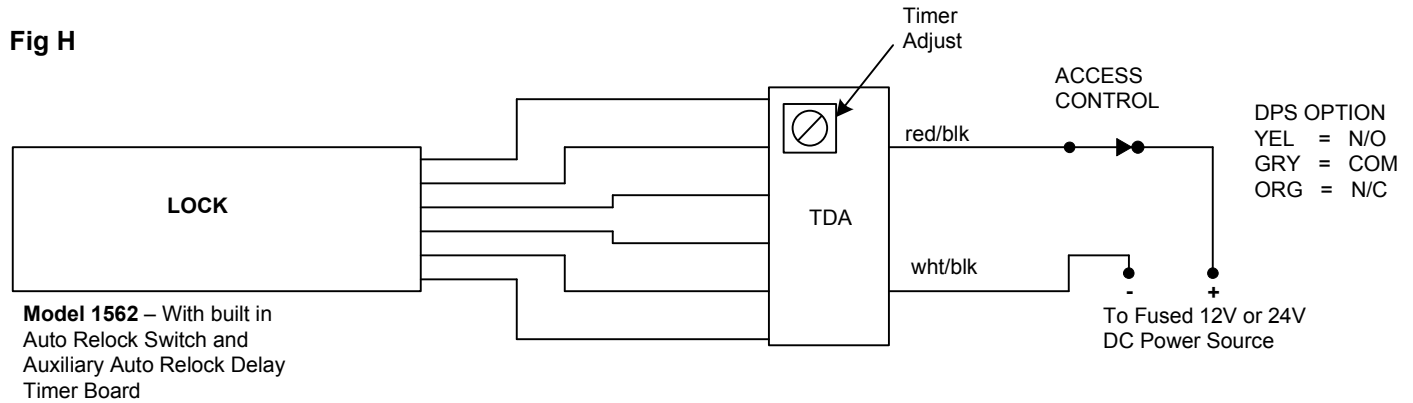 Fig H
Timer
Adjust
ACCESS
CONTROL
DPS OPTION
YEL = N/O
GRY = COM
ORG = N/C
red/blk
LOCK
TDA
wht/blk
- +
To Fused 12V or 24V
DC Power Source
Model 1562 – With built in
Auto Relock Switch and
Auxiliary Auto Relock Delay
Timer Board